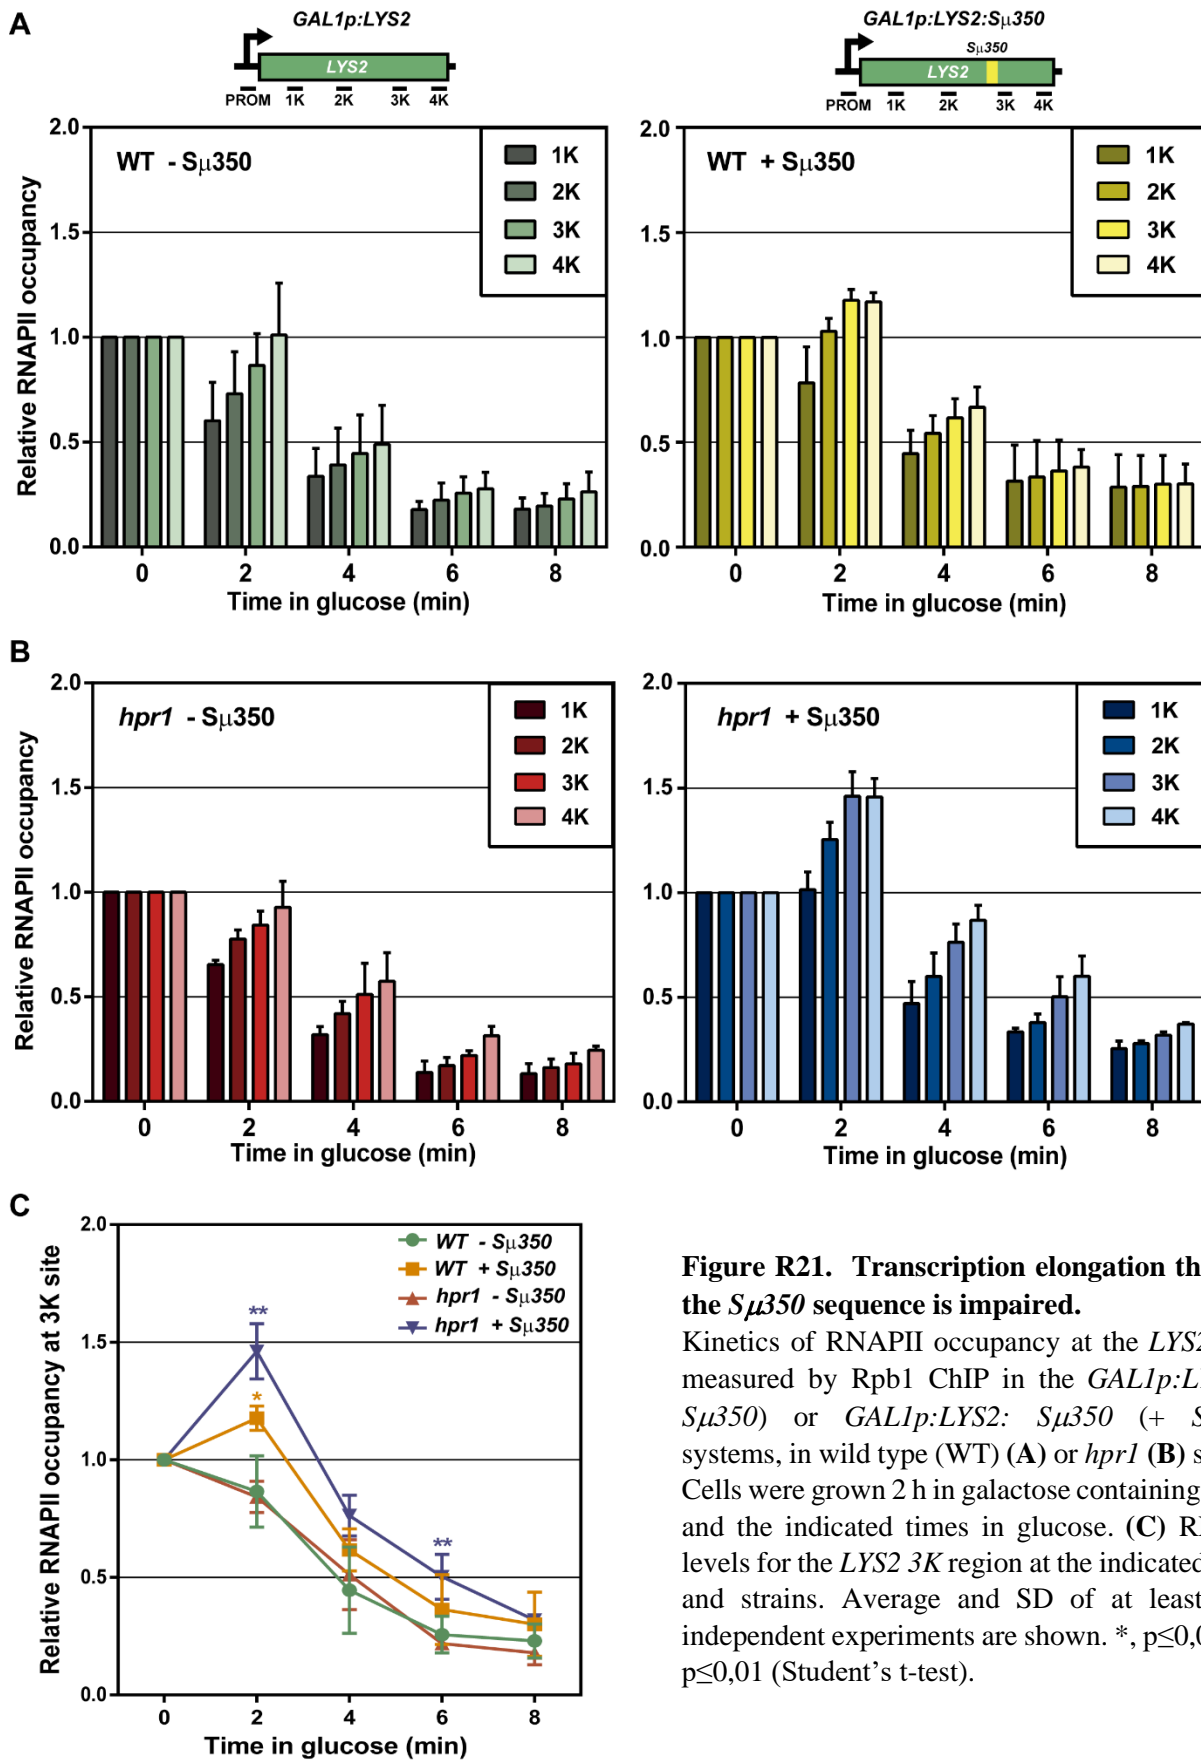 A
GAL1p:LYS2
LYS2
PROM 1K 2K 3K 4K
GAL1p:LYS2:Sµ350
Sµ350
LYS2
PROM 1K 2K 3K 4K
Relative RNAPII occupancy
2.0
1.5
1.0
0.5
0.0
WT - Sµ350
1K
2K
3K
4K
0 2 4 6 8
Time in glucose (min)
2.0
1.5
1.0
0.5
0.0
WT + Sµ350
1K
2K
3K
4K
0 2 4 6 8
Time in glucose (min)
B
Relative RNAPII occupancy
2.0
1.5
1.0
0.5
0.0
hpr1 - Sµ350
1K
2K
3K
4K
0 2 4 6 8
Time in glucose (min)
2.0
1.5
1.0
0.5
0.0
hpr1 + Sµ350
1K
2K
3K
4K
0 2 4 6 8
Time in glucose (min)
C
Relative RNAPII occupancy at 3K site
2.0
1.5
1.0
0.5
0.0
WT - Sµ350
WT + Sµ350
hpr1 - Sµ350
hpr1 + Sµ350
**
*
**
0 2 4 6 8
Time in glucose (min)
Figure R21. Transcription elongation th
the Sµ350 sequence is impaired.
Kinetics of RNAPII occupancy at the LYS2
measured by Rpb1 ChIP in the GAL1p:L
Sµ350) or GAL1p:LYS2: Sµ350 (+ S
systems, in wild type (WT) (A) or hpr1 (B) s
Cells were grown 2 h in galactose containing
and the indicated times in glucose. (C) R
levels for the LYS2 3K region at the indicated
and strains. Average and SD of at least
independent experiments are shown. *, p≤0,0
p≤0,01 (Student's t-test).